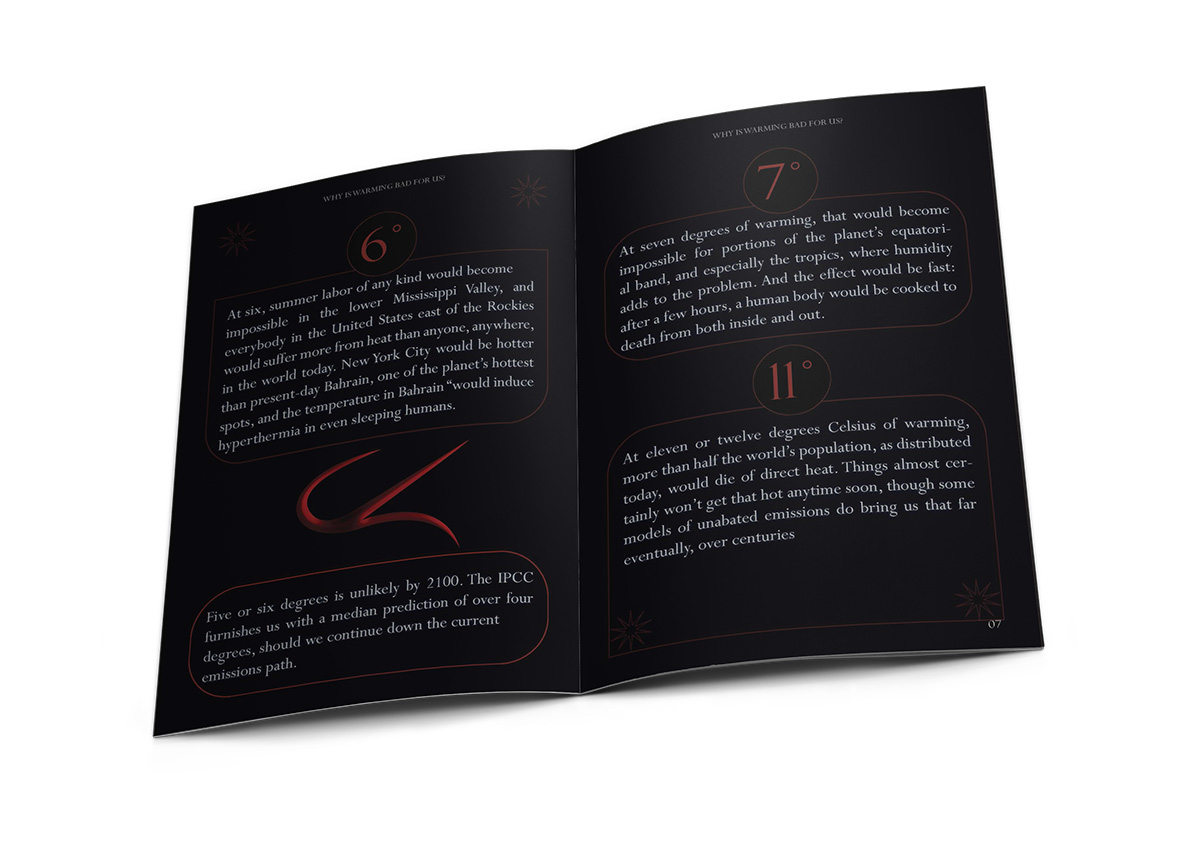 WHY IS WARMING BAD FOR US?
6°
At six, summer labor of any kind would become
impossible in the lower Mississippi Valley, and
everybody in the United States east of the Rockies
would suffer more from heat than anyone, anywhere,
in the world today. New York City would be hotter
than present-day Bahrain, one of the planet's hottest
spots, and the temperature in Bahrain “would induce
hyperthermia in even sleeping humans.
Five or six degrees is unlikely by 2100. The IPCC
furnishes us with a median prediction of over four
degrees, should we continue down the current
emissions path.
WHY IS WARMING BAD FOR US?
7°
At seven degrees of warming, that would become
impossible for portions of the planet's equatori-
al band, and especially the tropics, where humidity
adds to the problem. And the effect would be fast:
after a few hours, a human body would be cooked to
death from both inside and out.
11°
At eleven or twelve degrees Celsius of warming,
more than half the world's population, as distributed
today, would die of direct heat. Things almost cer-
tainly won't get that hot anytime soon, though some
models of unabated emissions do bring us that far
eventually, over centuries
07